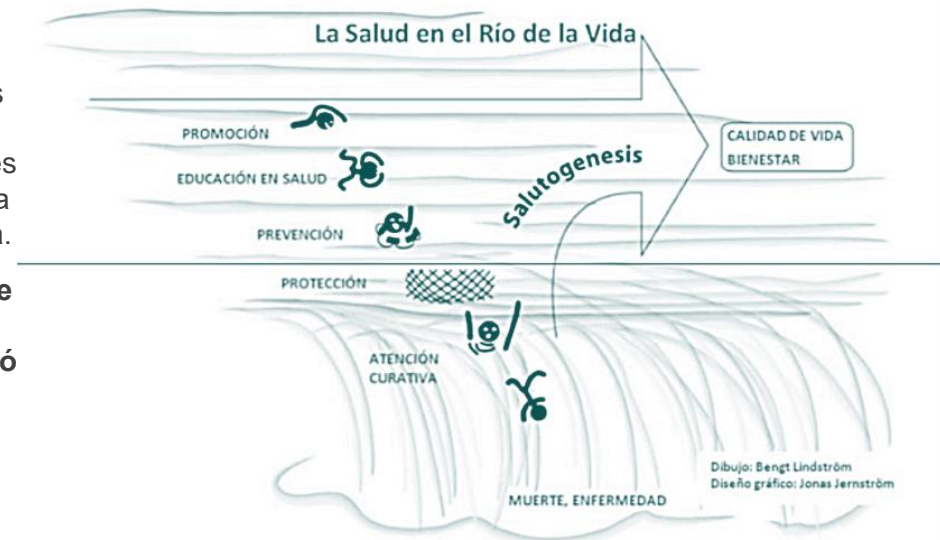 La Salud en el Río de la Vida
s
PROMOCIÓN
CALIDAD DE VIDA
BIENESTAR
es
EDUCACIÓN EN SALUD
Salutogenesis
a
a.
PREVENCIÓN
PROTECCIÓN
e
ó
ATENCIÓN
CURATIVA
Dibujo: Bengt Lindström
Diseño gráfico: Jonas Jernström
MUERTE, ENFERMEDAD